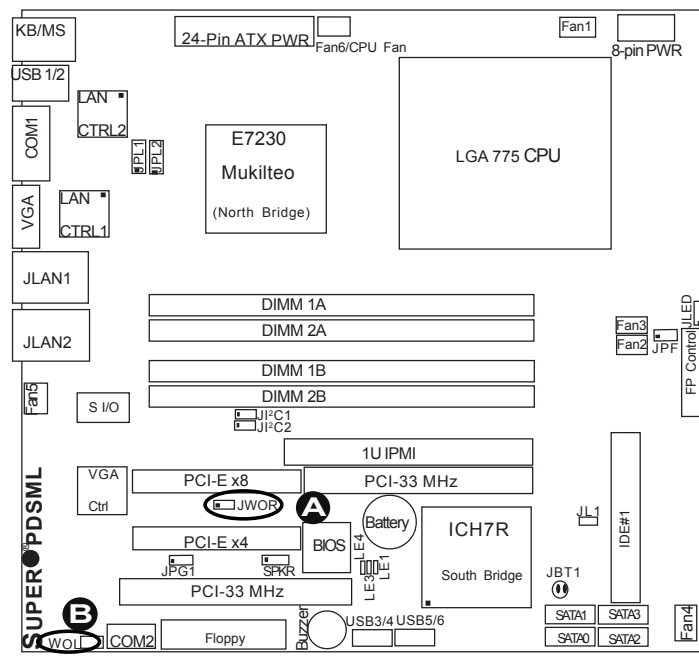 KB/MS
24-Pin ATX PWR
Fam6/CPU Fan
Fan1
8-pin PWR
USB 1/2
LAN
CTRL2
COM1
JPL1
JPL2
E7230
Mukilteo
(North Bridge)
LGA 775 CPU
VGA
LAN
CTRL1
JLAN1
JLAN2
DIMM 1A
DIMM 2A
DIMM 1B
DIMM 2B
Fan3
Fan2
JPF
JLED
FP Control
Fan5
S I/O
JI²C1
JI²C2
1U IPMI
VGA
Ctrl
PCI-E x8
PCI-33 MHz
JWOR
A
Battery
ICH7R
South Bridge
JL1
IDE#1
PCI-E x4
BIOS
LE4
LE3
LE1
JPG1
SPKR
PCI-33 MHz
JBT1
SUPER ® PDSML
B
WOL
COM2
Floppy
Buzzer
USB3/4
USB5/6
SATA1
SATA3
SATA0
SATA2
Fan4